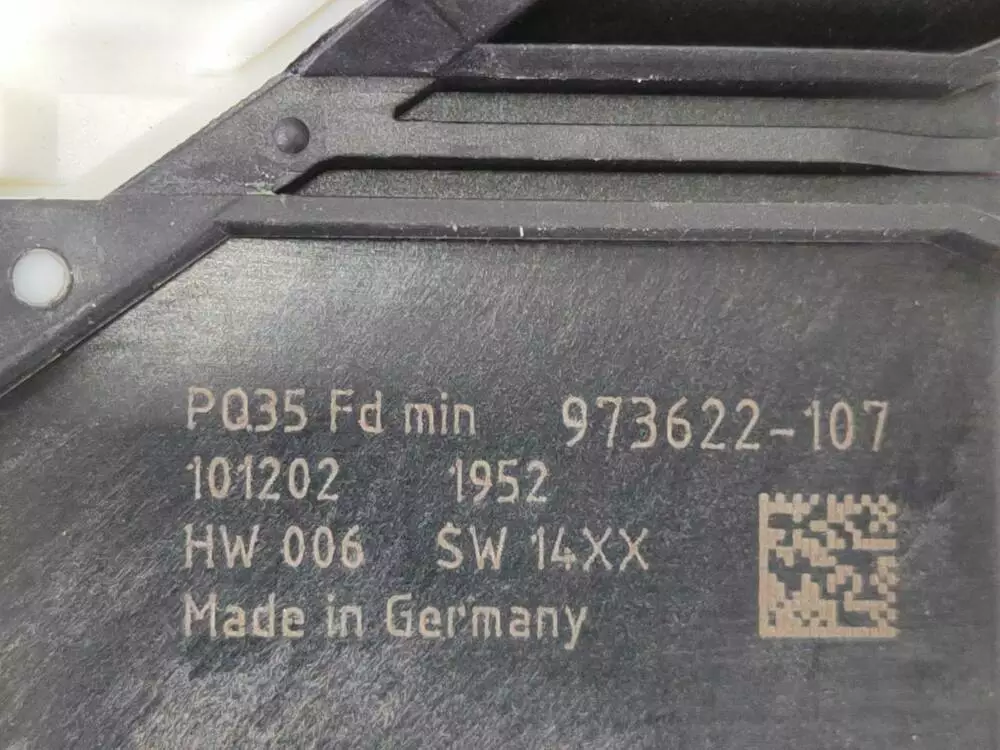 PQ35 Fd min 973622-107
101202 1952
HW 006 SW 14XX
Made in Germany